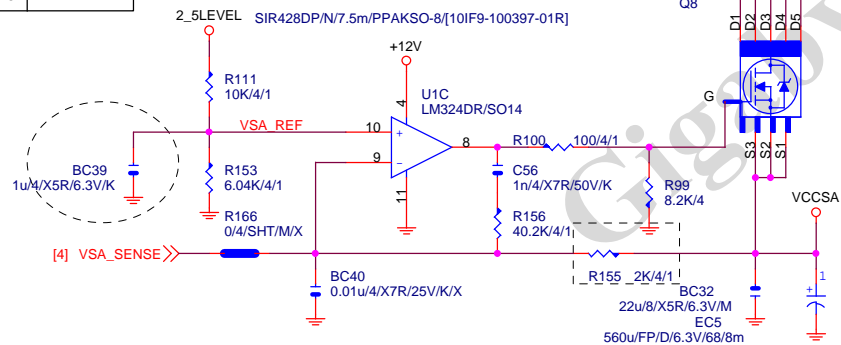 Q8
2_5LEVEL
SIR428DP/N/7.5m/PPAKSO-8/[10IF9-100397-01R]
D1
D2
D3
D4
D5
+12V
R111
10K/4/1
U1C
LM324DR/SO14
4
G
VSA_REF
10
+
8
R100
100/4/1
9
-
S3
S2
S1
BC39
1u/4/X5R/6.3V/K
R153
6.04K/4/1
11
C56
1n/4/X7R/50V/K
R99
8.2K/4
VCCSA
R166
0/4/SHT/M/X
R156
40.2K/4/1
[4] VSA_SENSE
BC40
0.01u/4/X7R/25V/K/X
R155 2K/4/1
BC32
22u/8/X5R/6.3V/M
+
1
EC5
560u/FP/D/6.3V/68/8m